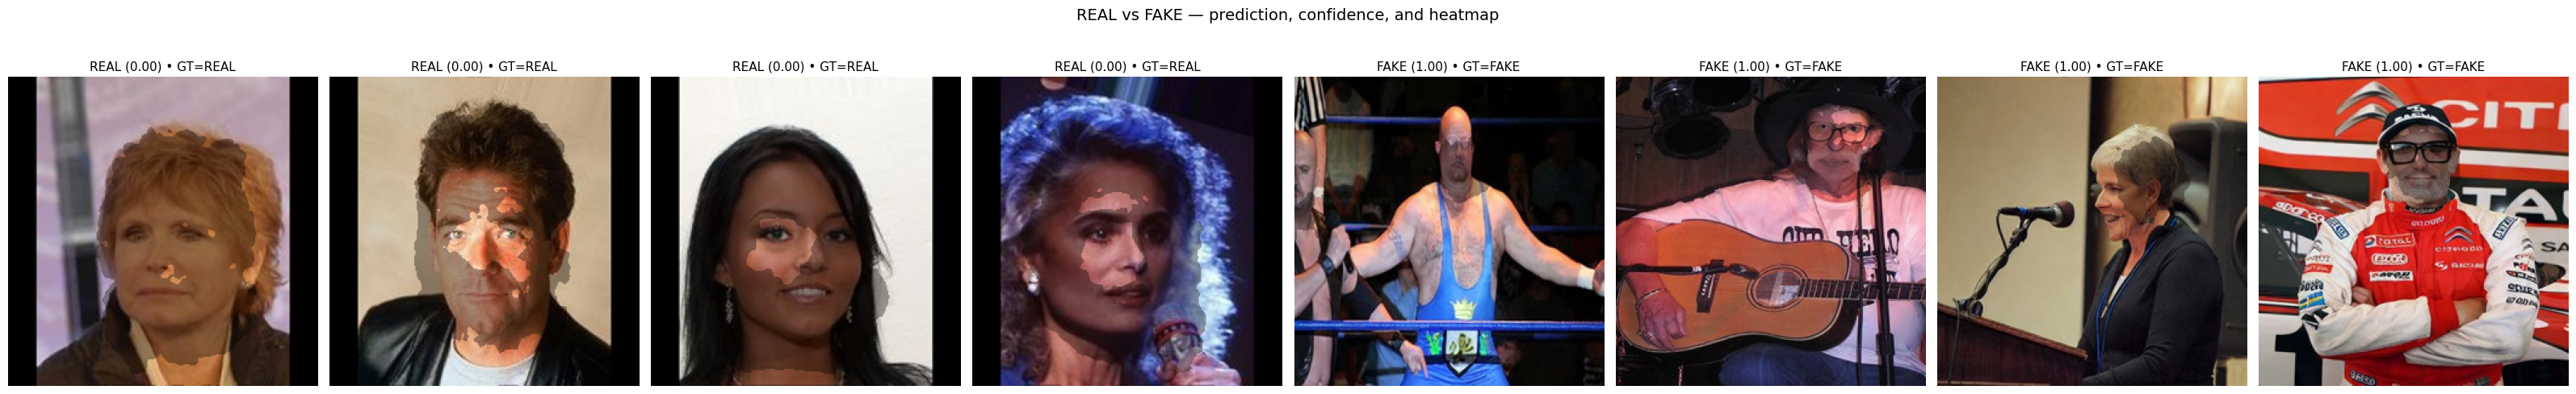 REAL vs FAKE — prediction, confidence, and heatmap
REAL (0.00) • GT=REAL
REAL (0.00) • GT=REAL
REAL (0.00) • GT=REAL
REAL (0.00) • GT=REAL
FAKE (1.00) • GT=FAKE
FAKE (1.00) • GT=FAKE
FAKE (1.00) • GT=FAKE
FAKE (1.00) • GT=FAKE
CITR
TOTAL
CITROËN